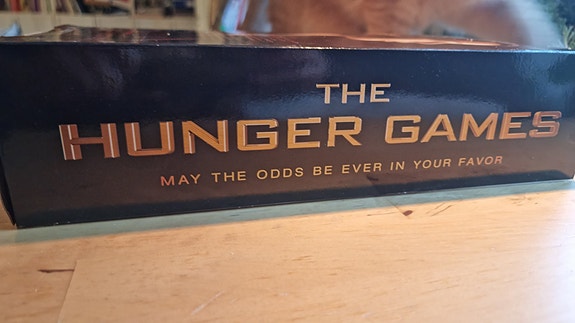 THE
HUNGER GAMES
MAY THE ODDS BE EVER IN YOUR FAVOR